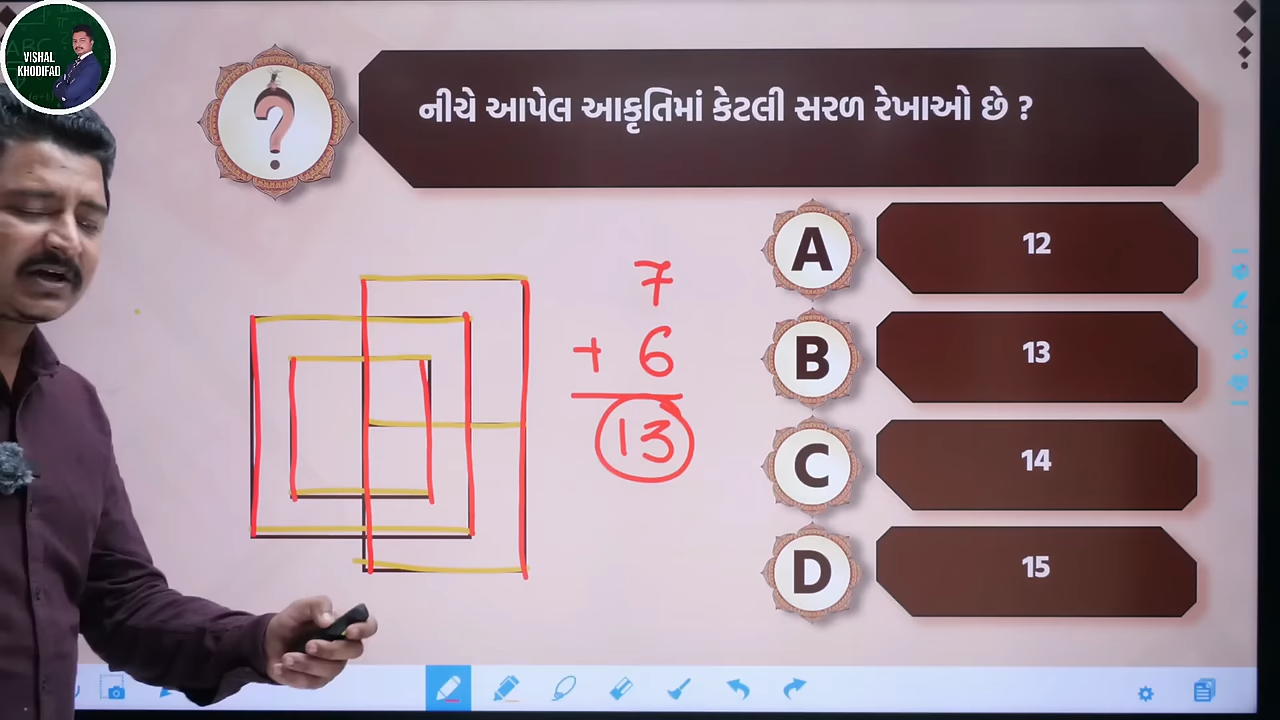 VISHAL
KHODIFAD
?
નીચે આપેલ આકૃતિમાં કેટલી સરળ રેખાઓ છે ?
7
+ 6
13
A 12
B 13
C 14
D 15